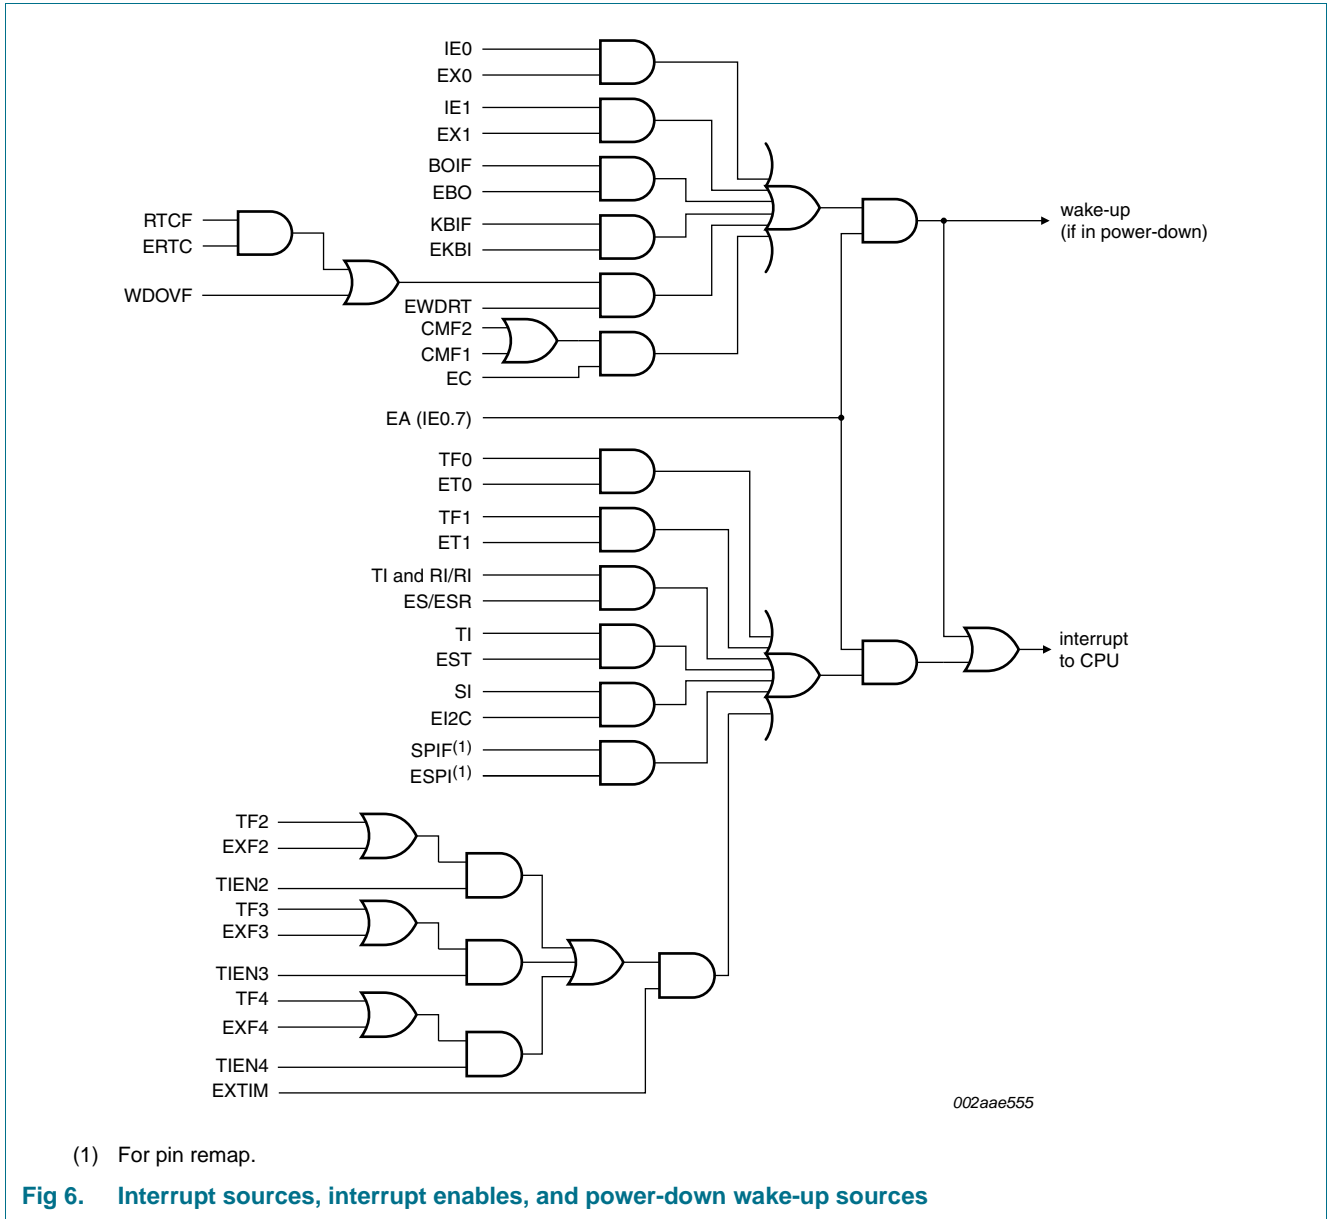 IE0
EX0
IE1
EX1
BOIF
EBO
KBIF
EKBI
RTCF
ERTC
WDOVF
EWDRT
CMF2
CMF1
EC
EA (IE0.7)
wake-up
(if in power-down)
TF0
ET0
TF1
ET1
TI and RI/RI
ES/ESR
TI
EST
SI
EI2C
SPIF(1)
ESPI(1)
interrupt
to CPU
TF2
EXF2
TIEN2
TF3
EXF3
TIEN3
TF4
EXF4
TIEN4
EXTIM
002aae555
(1) For pin remap.
Fig 6. Interrupt sources, interrupt enables, and power-down wake-up sources